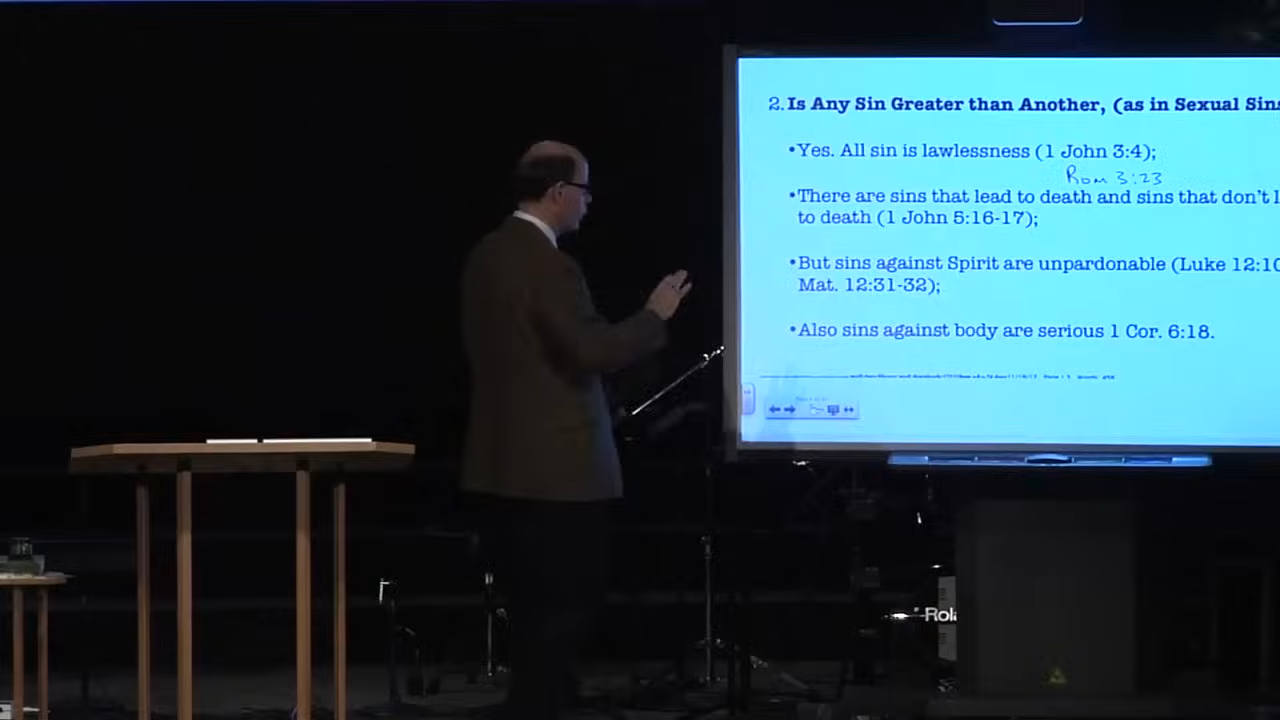 2. Is Any Sin Greater than Another, (as in Sexual Sins
•Yes. All sin is lawlessness (1 John 3:4);
Rom 3:23
•There are sins that lead to death and sins that don't l
to death (1 John 5:16-17);
•But sins against Spirit are unpardonable (Luke 12:10
Mat. 12:31-32);
•Also sins against body are serious 1 Cor. 6:18.
Rola